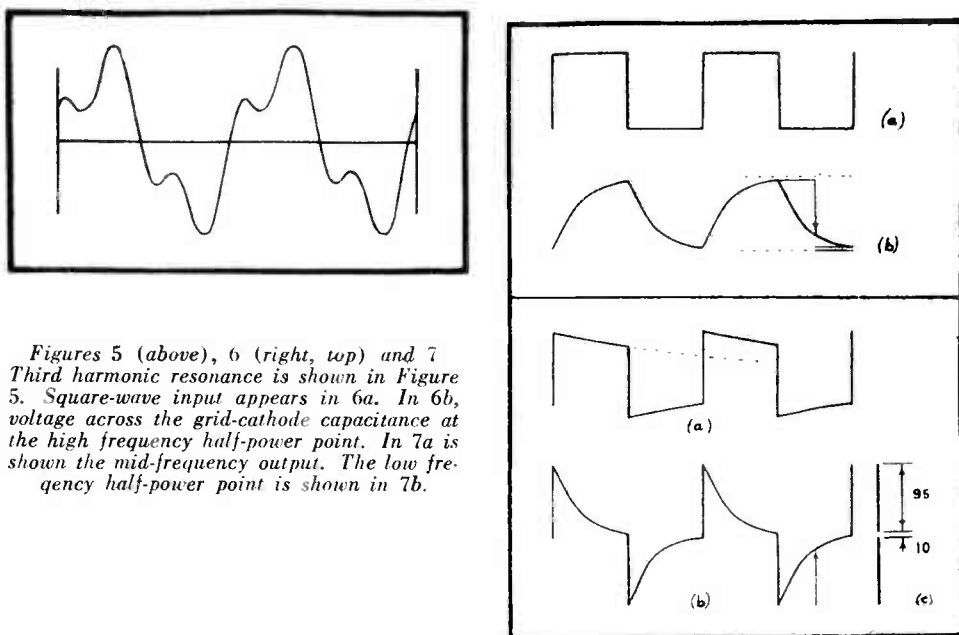 Figures 5 (above), 6 (right, top) and 7
Third harmonic resonance is shown in Figure
5. Square-wave input appears in 6a. In 6b,
voltage across the grid-cathode capacitance at
the high frequency half-power point. In 7a is
shown the mid-frequency output. The low fre-
qency half-power point is shown in 7b.
(a)
(b)
(a)
95
10
(b)
(c)